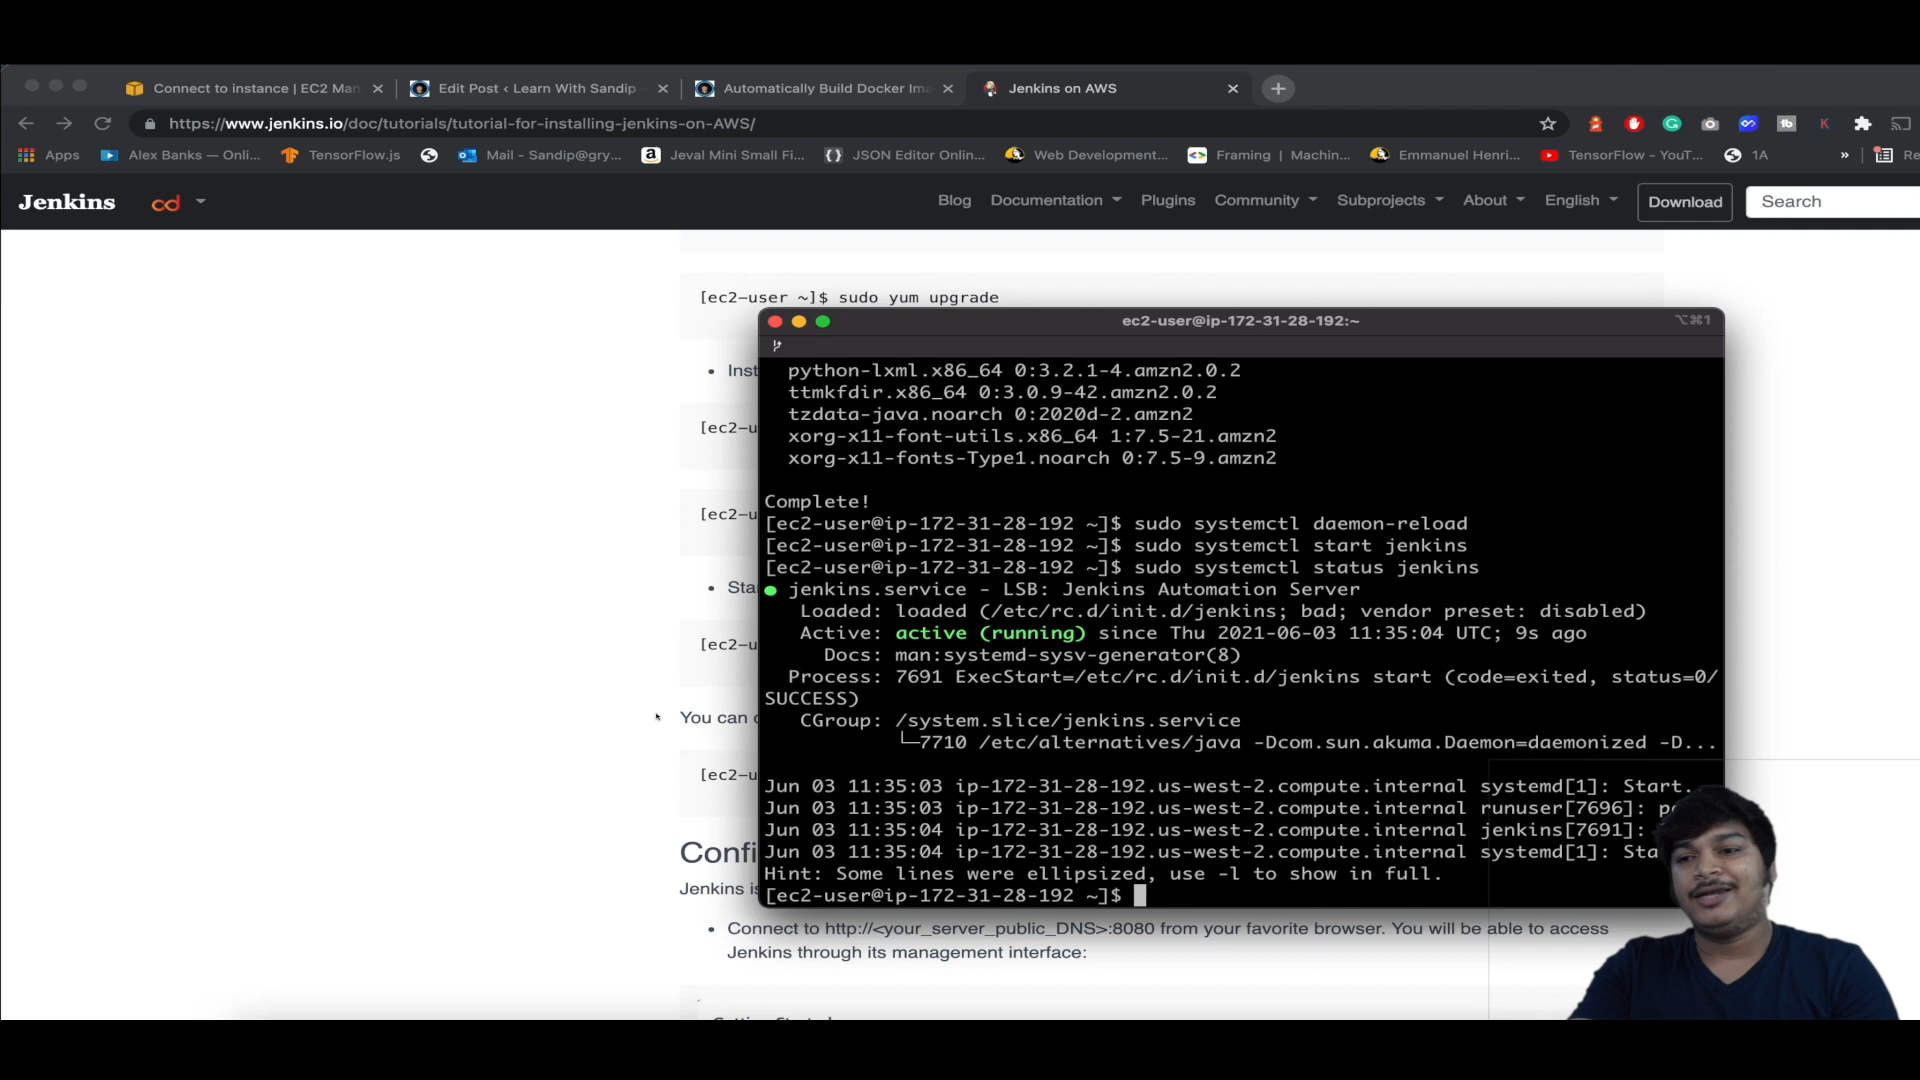 Connect to instance | EC2 Man
Edit Post ‹ Learn With Sandip
Automatically Build Docker Ima
Jenkins on AWS
https://www.jenkins.io/doc/tutorials/tutorial-for-installing-jenkins-on-AWS/
Apps
Alex Banks — Onli...
TensorFlow.js
Mail - Sandip@gry...
Jeval Mini Small Fi...
JSON Editor Onlin...
Web Development...
Framing | Machin...
Emmanuel Henri...
TensorFlow - YouT...
1A
»
Re
Jenkins
cd
Blog
Documentation
Plugins
Community
Subprojects
About
English
Download
Search
[ec2-user ~]$ sudo yum upgrade
Inst
[ec2-u
[ec2-u
Sta
[ec2-u
You can
[ec2-u
Confi
Jenkins is
Connect to http://<your_server_public_DNS>:8080 from your favorite browser. You will be able to access
Jenkins through its management interface:
ec2-user@ip-172-31-28-192:~
⌥⌘1
python-lxml.x86_64 0:3.2.1-4.amzn2.0.2
ttmkfdir.x86_64 0:3.0.9-42.amzn2.0.2
tzdata-java.noarch 0:2020d-2.amzn2
xorg-x11-font-utils.x86_64 1:7.5-21.amzn2
xorg-x11-fonts-Type1.noarch 0:7.5-9.amzn2
Complete!
[ec2-user@ip-172-31-28-192 ~]$ sudo systemctl daemon-reload
[ec2-user@ip-172-31-28-192 ~]$ sudo systemctl start jenkins
[ec2-user@ip-172-31-28-192 ~]$ sudo systemctl status jenkins
● jenkins.service - LSB: Jenkins Automation Server
Loaded: loaded (/etc/rc.d/init.d/jenkins; bad; vendor preset: disabled)
Active: active (running) since Thu 2021-06-03 11:35:04 UTC; 9s ago
Docs: man:systemd-sysv-generator(8)
Process: 7691 ExecStart=/etc/rc.d/init.d/jenkins start (code=exited, status=0/
SUCCESS)
CGroup: /system.slice/jenkins.service
└─7710 /etc/alternatives/java -Dcom.sun.akuma.Daemon=daemonized -D...
Jun 03 11:35:03 ip-172-31-28-192.us-west-2.compute.internal systemd[1]: Start.
Jun 03 11:35:03 ip-172-31-28-192.us-west-2.compute.internal runuser[7696]: p
Jun 03 11:35:04 ip-172-31-28-192.us-west-2.compute.internal jenkins[7691]:
Jun 03 11:35:04 ip-172-31-28-192.us-west-2.compute.internal systemd[1]: Sta
Hint: Some lines were ellipsized, use -l to show in full.
[ec2-user@ip-172-31-28-192 ~]$